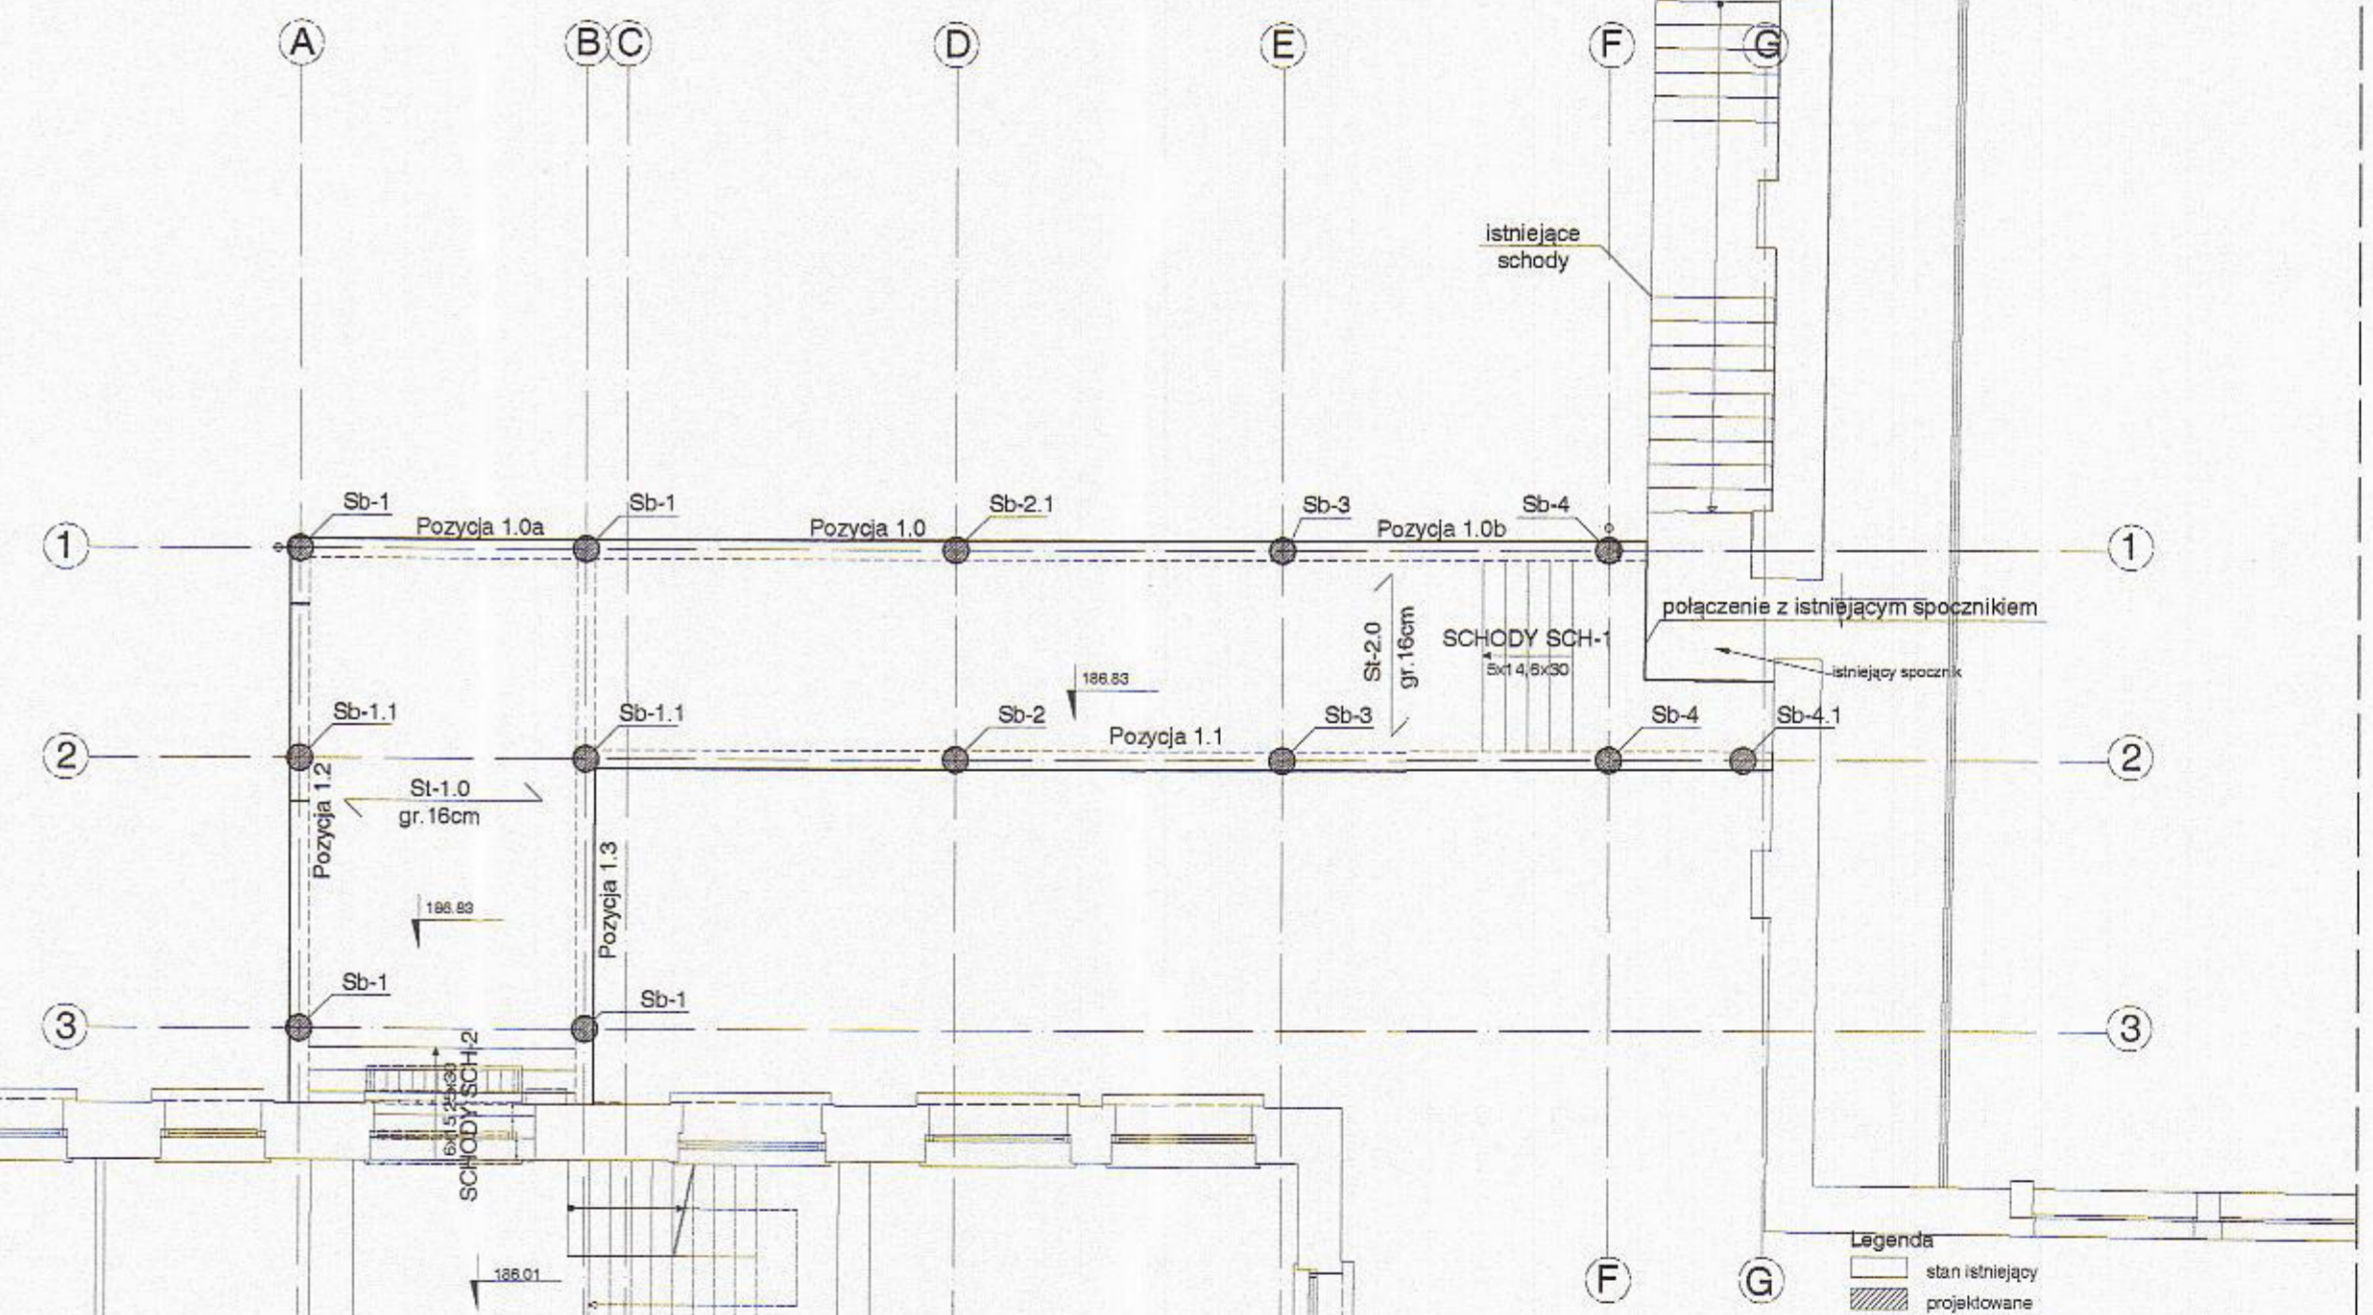 A
B
C
D
E
F
G
istniejące
schody
Sb-1
Sb-1
Sb-2.1
Sb-3
Sb-4
Pozycja 1.0a
Pozycja 1.0
Pozycja 1.0b
1
1
połączenie z istniejącym spocznikiem
St-2.0
gr.16cm
SCHODY SCH-1
5x14,6x30
istniejący spocznik
186.83
Sb-1.1
Sb-1.1
Sb-2
Sb-3
Sb-4
Sb-4.1
Pozycja 1.1
2
2
Pozycja 1.2
St-1.0
gr.16cm
Pozycja 1.3
186.83
Sb-1
Sb-1
3
3
SCHODY SCH-2
186.01
F
G
Legenda
stan istniejący
projektowane